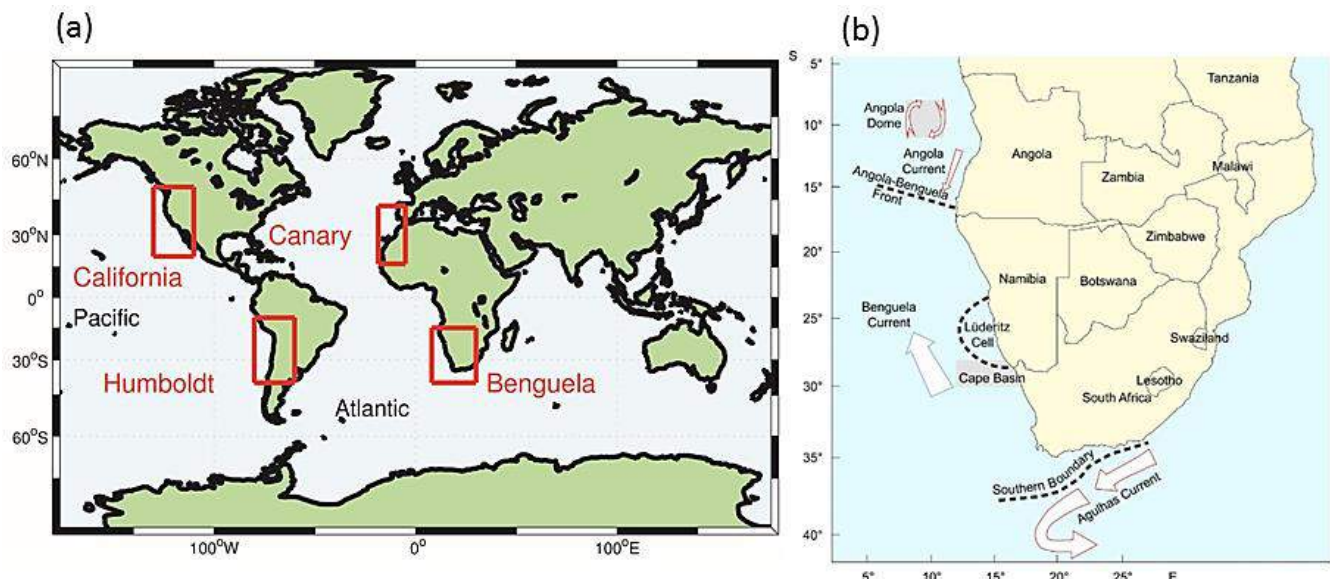 (a)
60°N
30°N
0°
30°S
60°S
California
Pacific
Humboldt
Canary
Atlantic
Benguela
100°W
0°
100°E
(b)
S
5°
10°
15°
20°
25°
30°
35°
40°
Angola
Dome
Angola
Current
Angola-Benguela
Front
Benguela
Current
Lüderitz
Cell
Cape Basin
Southern Boundary
Agulhas Current
Tanzania
Angola
Zambia
Malawi
Zimbabwe
Namibia
Botswana
Swaziland
Lesotho
South Africa
5°
10°
15°
20°
25°
E